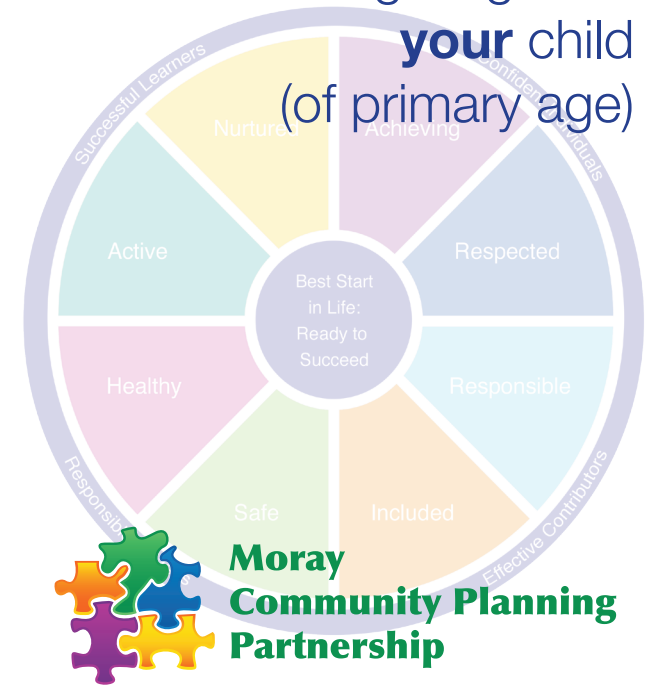 your child
(of primary age)
Successful Learners
Nurtured
Achieving
Active
Respected
Best Start
in Life:
Ready to
Succeed
Healthy
Responsible
Safe
Included
Effective Contributors
Moray
Community Planning
Partnership